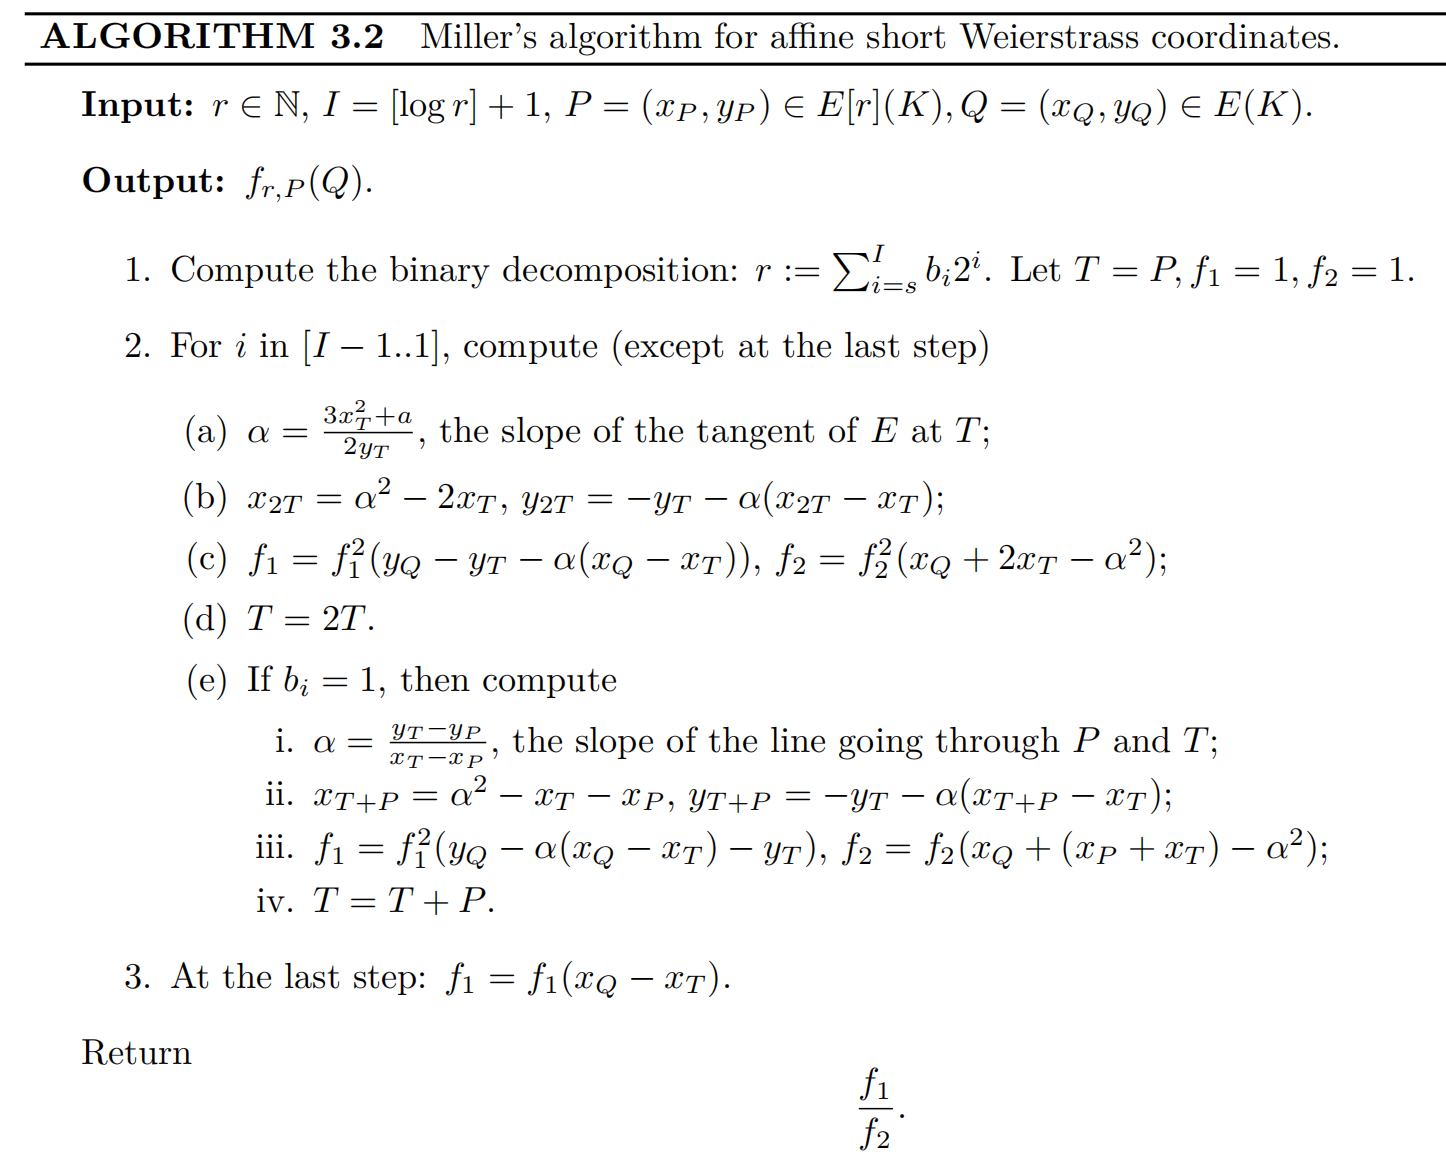 ALGORITHM 3.2 Miller's algorithm for affine short Weierstrass coordinates.
Input: $r \in \mathbb{N}$, $I = [\log r] + 1$, $P = (x_P, y_P) \in E[r](K), Q = (x_Q, y_Q) \in E(K)$.
Output: $f_{r,P}(Q)$.
1. Compute the binary decomposition: $r := \sum_{i=s}^{I} b_i 2^i$. Let $T = P, f_1 = 1, f_2 = 1$.
2. For $i$ in $[I - 1..1]$, compute (except at the last step)
(a) $\alpha = \frac{3x_T^2 + a}{2y_T}$, the slope of the tangent of $E$ at $T$;
(b) $x_{2T} = \alpha^2 - 2x_T$, $y_{2T} = -y_T - \alpha(x_{2T} - x_T)$;
(c) $f_1 = f_1^2(y_Q - y_T - \alpha(x_Q - x_T))$, $f_2 = f_2^2(x_Q + 2x_T - \alpha^2)$;
(d) $T = 2T$.
(e) If $b_i = 1$, then compute
i. $\alpha = \frac{y_T - y_P}{x_T - x_P}$, the slope of the line going through $P$ and $T$;
ii. $x_{T+P} = \alpha^2 - x_T - x_P$, $y_{T+P} = -y_T - \alpha(x_{T+P} - x_T)$;
iii. $f_1 = f_1^2(y_Q - \alpha(x_Q - x_T) - y_T)$, $f_2 = f_2(x_Q + (x_P + x_T) - \alpha^2)$;
iv. $T = T + P$.
3. At the last step: $f_1 = f_1(x_Q - x_T)$.
Return
$\frac{f_1}{f_2}$.